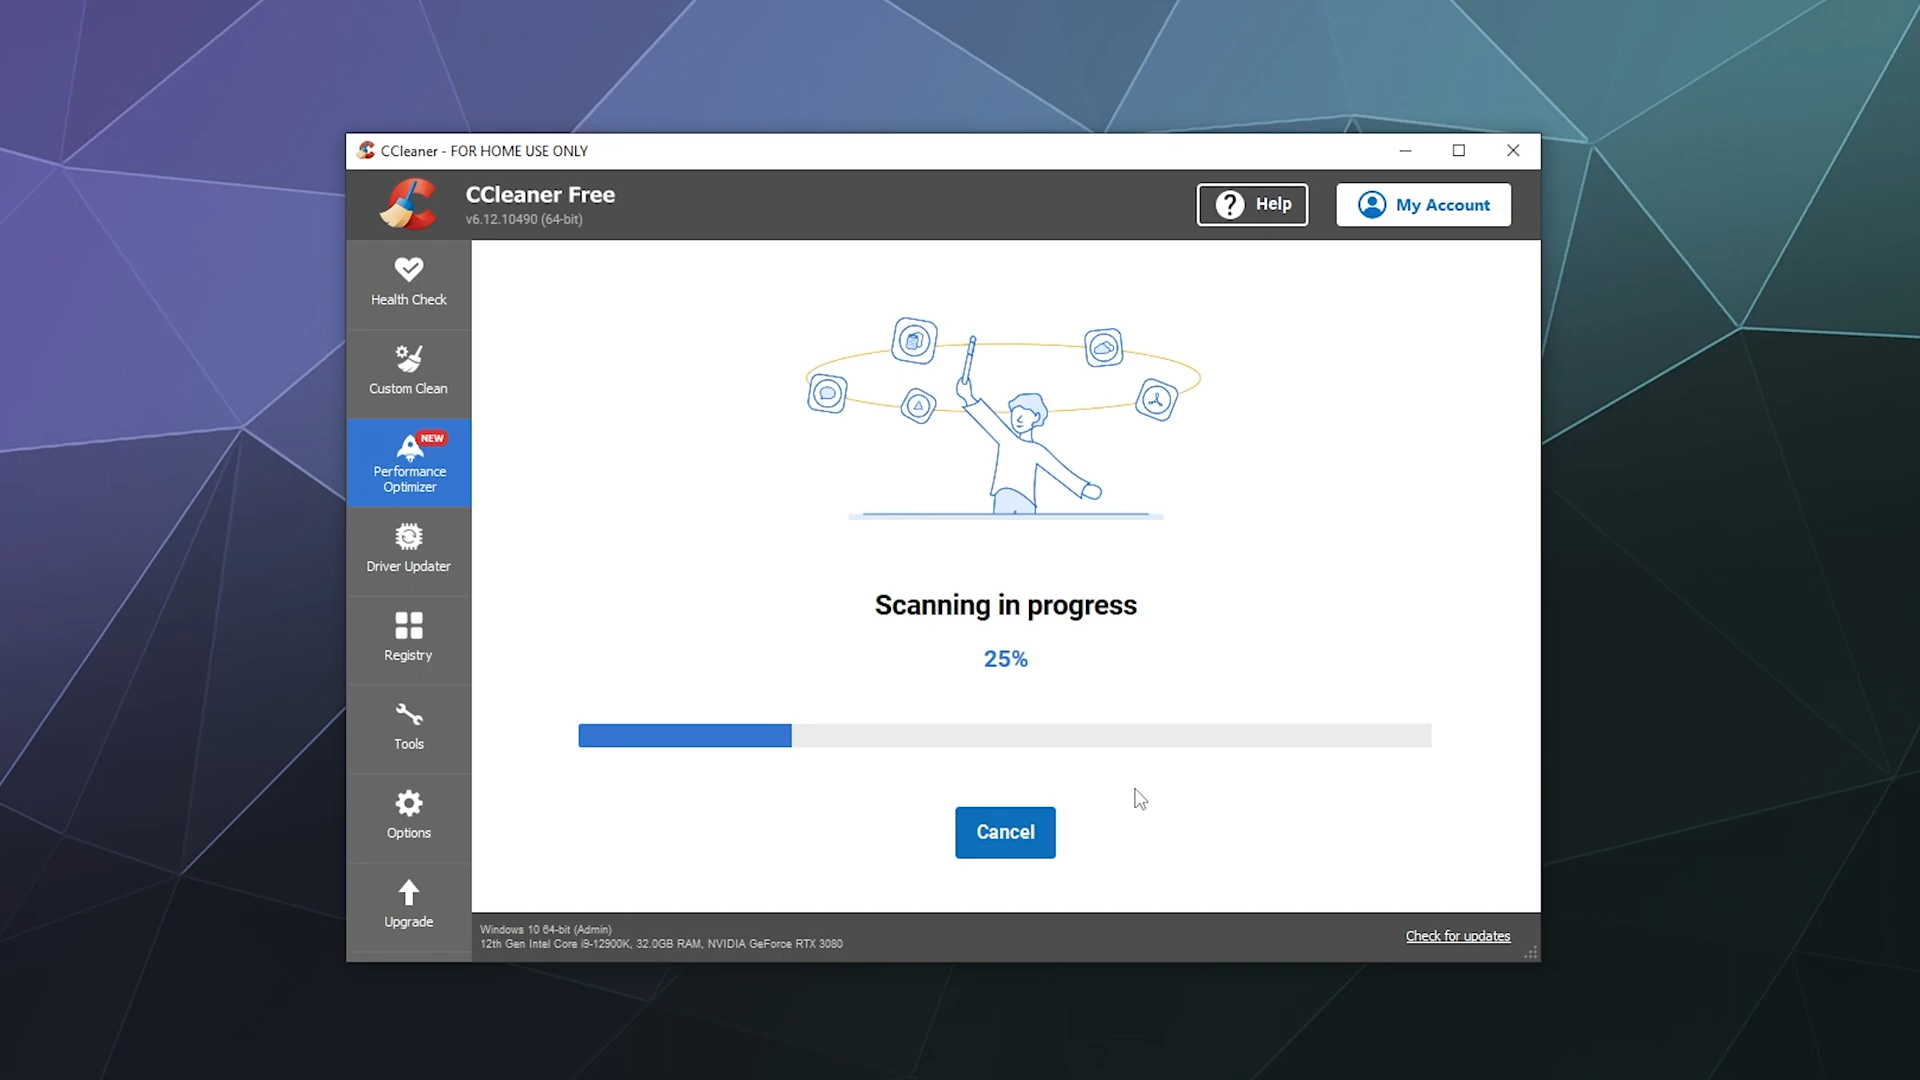 CCleaner - FOR HOME USE ONLY
CCleaner Free
v6.12.10490 (64-bit)
Help
My Account
Health Check
Custom Clean
NEW
Performance
Optimizer
Driver Updater
Registry
Tools
Options
Upgrade
Scanning in progress
25%
Cancel
Windows 10 64-bit (Admin)
12th Gen Intel Core i9-12900K, 32.0GB RAM, NVIDIA GeForce RTX 3080
Check for updates